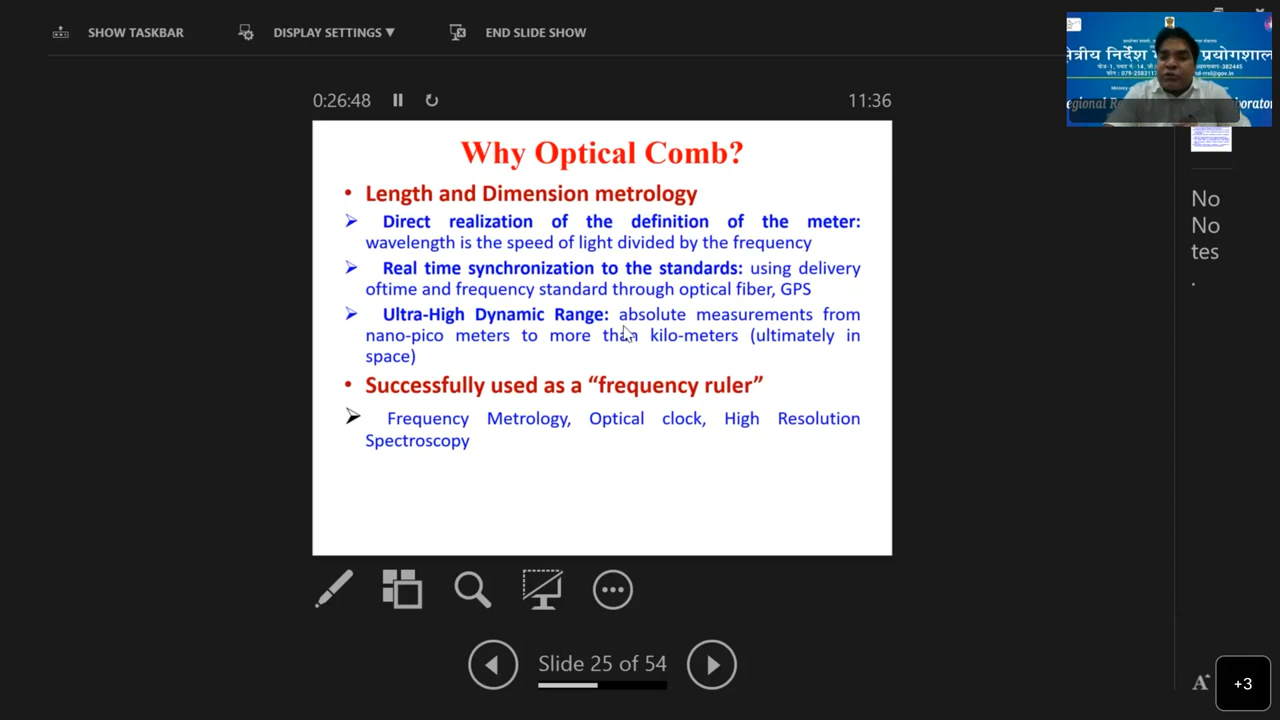 SHOW TASKBAR
DISPLAY SETTINGS ▼
END SLIDE SHOW
0:26:48
11:36
Why Optical Comb?
• Length and Dimension metrology
➢ Direct realization of the definition of the meter:
wavelength is the speed of light divided by the frequency
➢ Real time synchronization to the standards: using delivery
oftime and frequency standard through optical fiber, GPS
➢ Ultra-High Dynamic Range: absolute measurements from
nano-pico meters to more than kilo-meters (ultimately in
space)
• Successfully used as a “frequency ruler”
➢ Frequency Metrology, Optical clock, High Resolution
Spectroscopy
Slide 25 of 54
क्षेत्रीय निर्देश
प्रयोगशाल
egional R
aborator
No
No
tes
.
A
+3